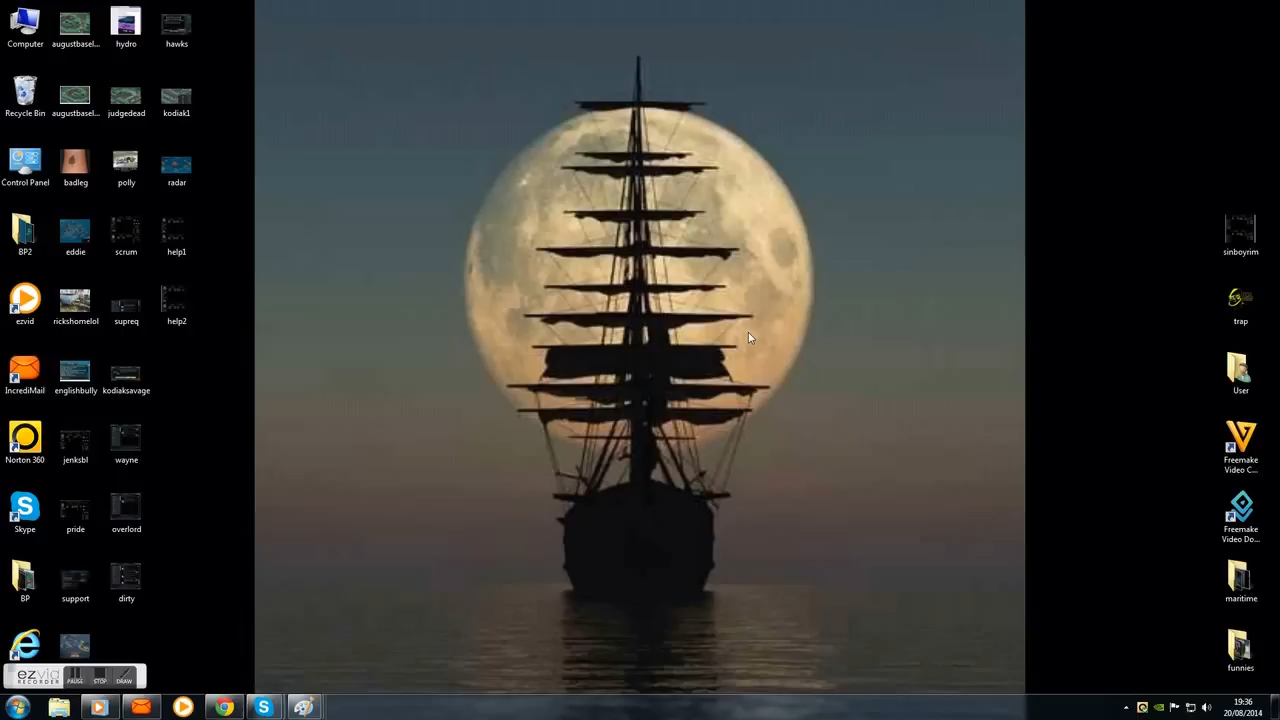 Computer
augustbasel...
hydro
hawks
Recycle Bin
augustbasel...
judgedead
kodiak1
Control Panel
badleg
polly
radar
BP2
eddie
scrum
help1
ezvid
rickshomelol
supreq
help2
IncrediMail
englishbully
kodiaksavage
Norton 360
jenksbl
wayne
Skype
pride
overlord
BP
support
dirty
sinboyrim
trap
User
Freemake
Video C...
Freemake
Video Do...
maritime
funnies
ezvid
RECORDER
PAUSE
STOP
DRAW
19:36
20/08/2014